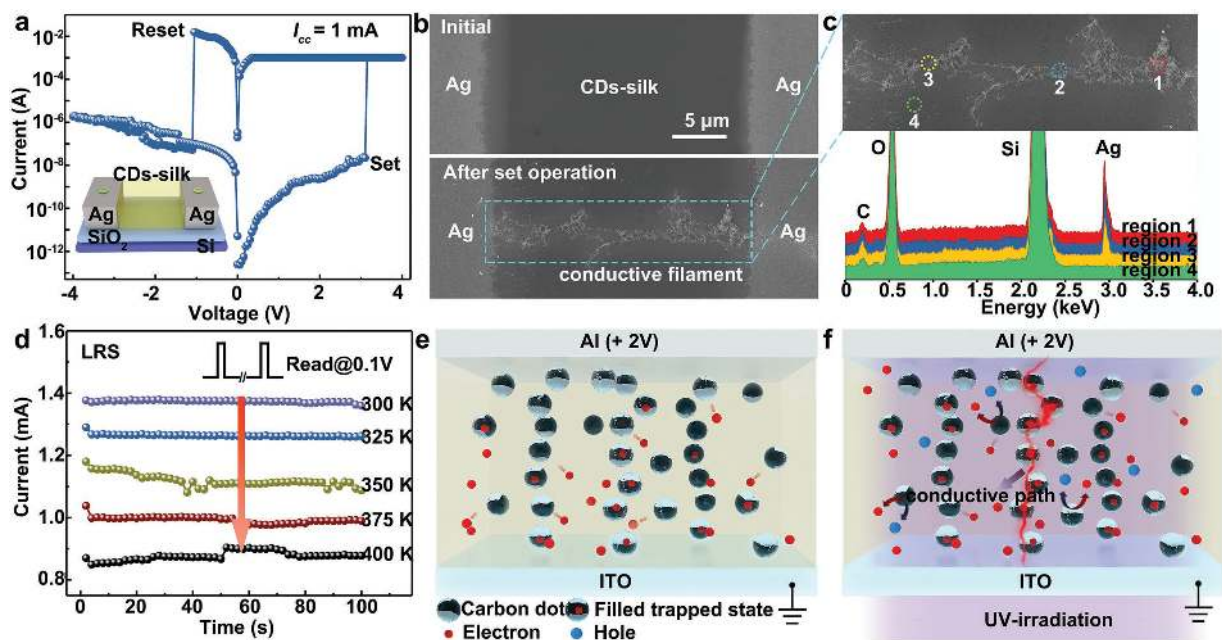 a
Reset
Icc = 1 mA
Set
CDs-silk
Ag
Ag
SiO2
Si
Current (A)
10-2
10-4
10-6
10-8
10-10
10-12
-4
-2
0
2
4
Voltage (V)
b
Initial
Ag
CDs-silk
Ag
5 μm
After set operation
Ag
Ag
conductive filament
c
3
2
1
4
O
Si
Ag
C
region 1
region 2
region 3
region 4
0
0.5
1.0
1.5
2.0
2.5
3.0
3.5
4.0
Energy (keV)
d
LRS
Read@0.1V
300 K
325 K
350 K
375 K
400 K
Current (mA)
1.6
1.4
1.2
1.0
0.8
0
20
40
60
80
100
Time (s)
e
Al (+ 2V)
ITO
Carbon dot
Filled trapped state
Electron
Hole
f
Al (+ 2V)
conductive path
ITO
UV-irradiation